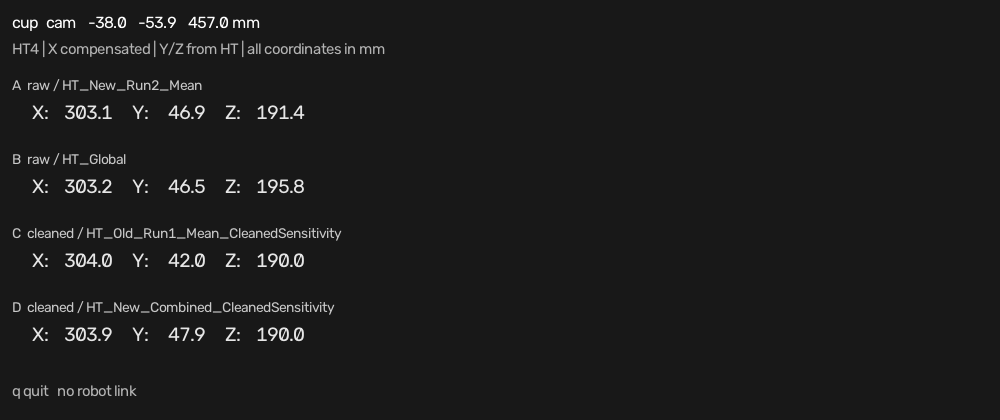 cup cam -38.0 -53.9 457.0 mm
HT4 | X compensated | Y/Z from HT | all coordinates in mm
A raw / HT_New_Run2_Mean
X: 303.1 Y: 46.9 Z: 191.4
B raw / HT_Global
X: 303.2 Y: 46.5 Z: 195.8
C cleaned / HT_Old_Run1_Mean_CleanedSensitivity
X: 304.0 Y: 42.0 Z: 190.0
D cleaned / HT_New_Combined_CleanedSensitivity
X: 303.9 Y: 47.9 Z: 190.0
q quit no robot link